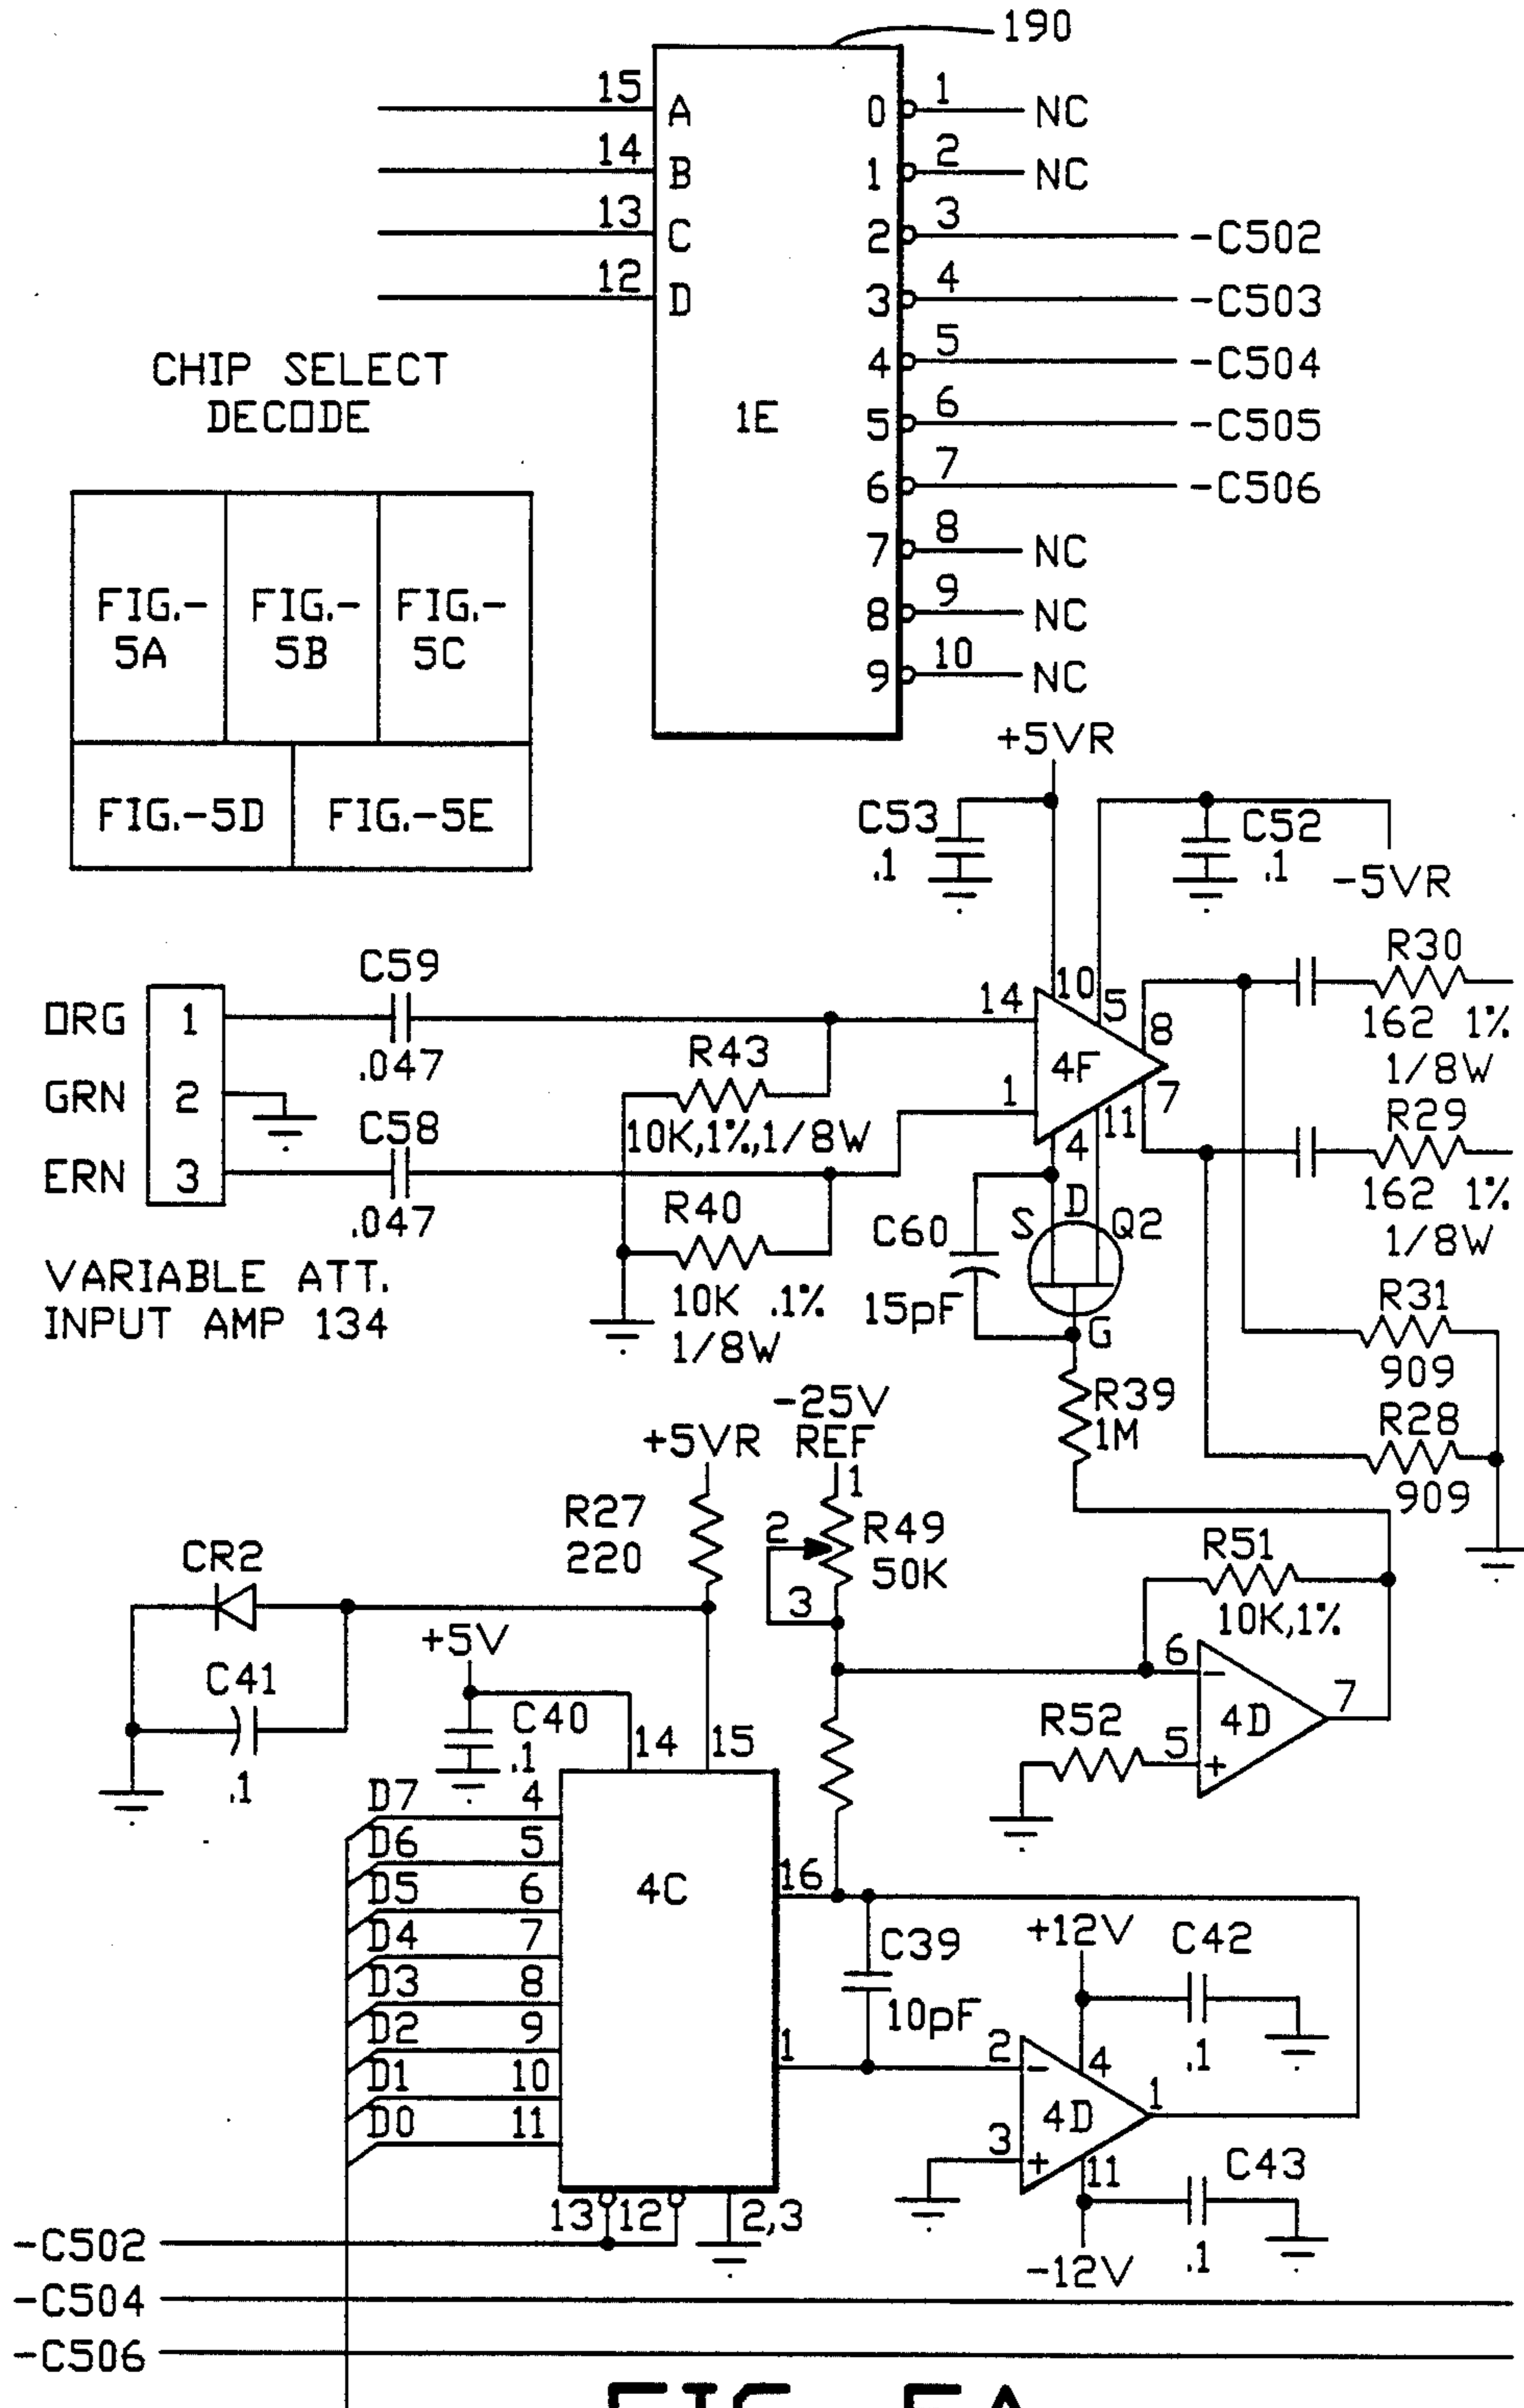 190
15 A 0 1 NC
14 B 1 2 NC
13 C 2 3 -C502
12 D 3 4 -C503
4 5 -C504
CHIP SELECT
DECODE
1E
5 6 -C505
6 7 -C506
7 8 NC
8 9 NC
9 10 NC
FIG.-
5A
FIG.-
5B
FIG.-
5C
FIG.-5D
FIG.-5E
+5VR
C53
.1
C52
.1
-5VR
ORG 1
GRN 2
ERN 3
C59
.047
C58
.047
VARIABLE ATT.
INPUT AMP 134
R43
10K,1%,1/8W
R40
10K .1%
1/8W
14
10
5
8
4F
1
7
4
11
R30
162 1%
1/8W
R29
162 1%
1/8W
C60
15pF
S
D
Q2
G
R31
909
R28
909
R39
1M
-25V
REF
+5VR
1
R27
220
2
R49
50K
3
CR2
C41
.1
+5V
C40
.1
14
15
R51
10K,1%
6
-
7
4D
R52
5
+
D7 4
D6 5
D5 6
D4 7
D3 8
D2 9
D1 10
D0 11
4C
16
C39
10pF
1
+12V
C42
.1
2
-
4
4D
1
3
+
11
C43
.1
-12V
13
12
2,3
-C502
-C504
-C506